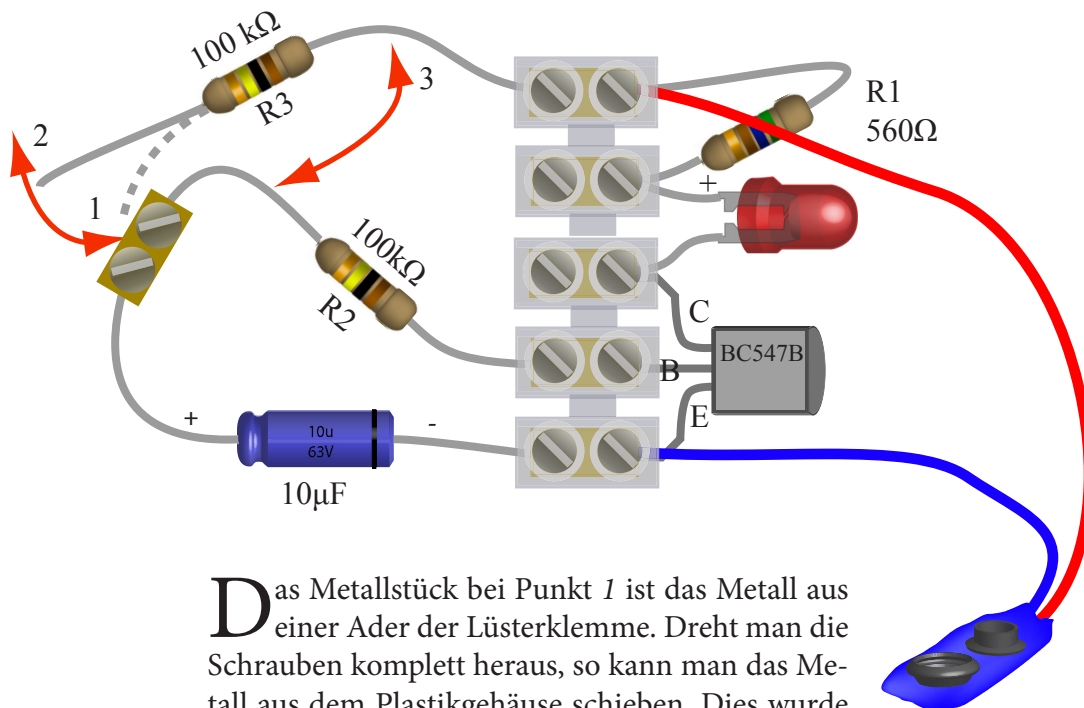 100 kΩ
R3
2
3
1
R1
560Ω
+
100kΩ
R2
C
BC547B
B
E
+
-
10u
63V
10µF
Das Metallstück bei Punkt 1 ist das Metall aus
einer Ader der Lüsterklemme. Dreht man die
Schrauben komplett heraus, so kann man das Me-
tall aus dem Plastikgehäuse schieben. Dies wurde